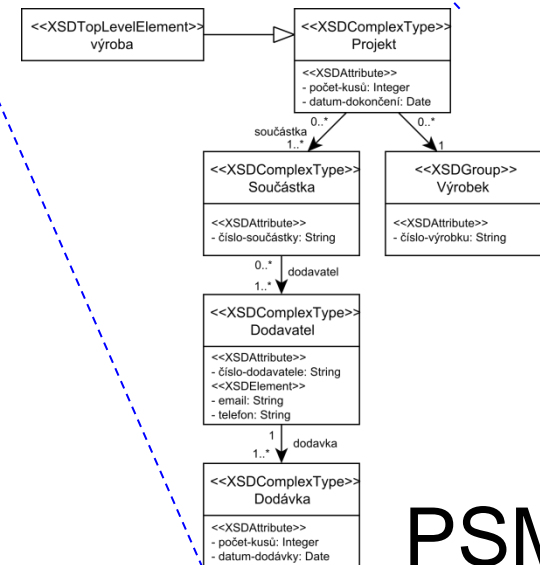 <<XSDTopLevelElement>>
výroba
<<XSDComplexType>>
Projekt
<<XSDAttribute>>
- počet-kusů: Integer
- datum-dokončení: Date
0..*
0..*
součástka
1..*
1
<<XSDComplexType>>
Součástka
<<XSDAttribute>>
- číslo-součástky: String
<<XSDGroup>>
Výrobek
<<XSDAttribute>>
- číslo-výrobku: String
0..*
dodavatel
1..*
<<XSDComplexType>>
Dodavatel
<<XSDAttribute>>
- číslo-dodavatele: String
<<XSDElement>>
- email: String
- telefon: String
1
dodavka
1..*
<<XSDComplexType>>
Dodávka
<<XSDAttribute>>
- počet-kusů: Integer
- datum-dodávky: Date
PSM